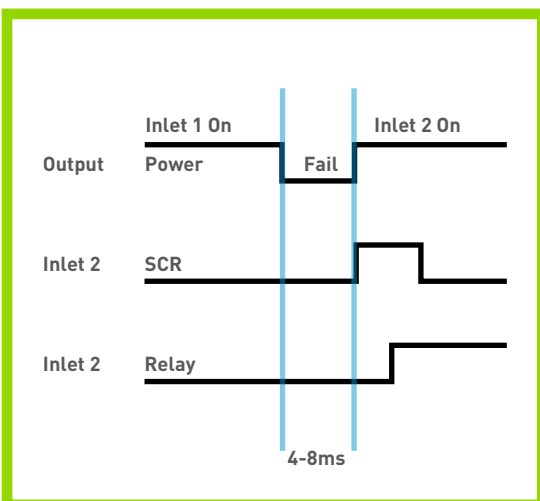 Inlet 1 On Inlet 2 On
Output Power Fail
Inlet 2 SCR
Inlet 2 Relay
4-8ms